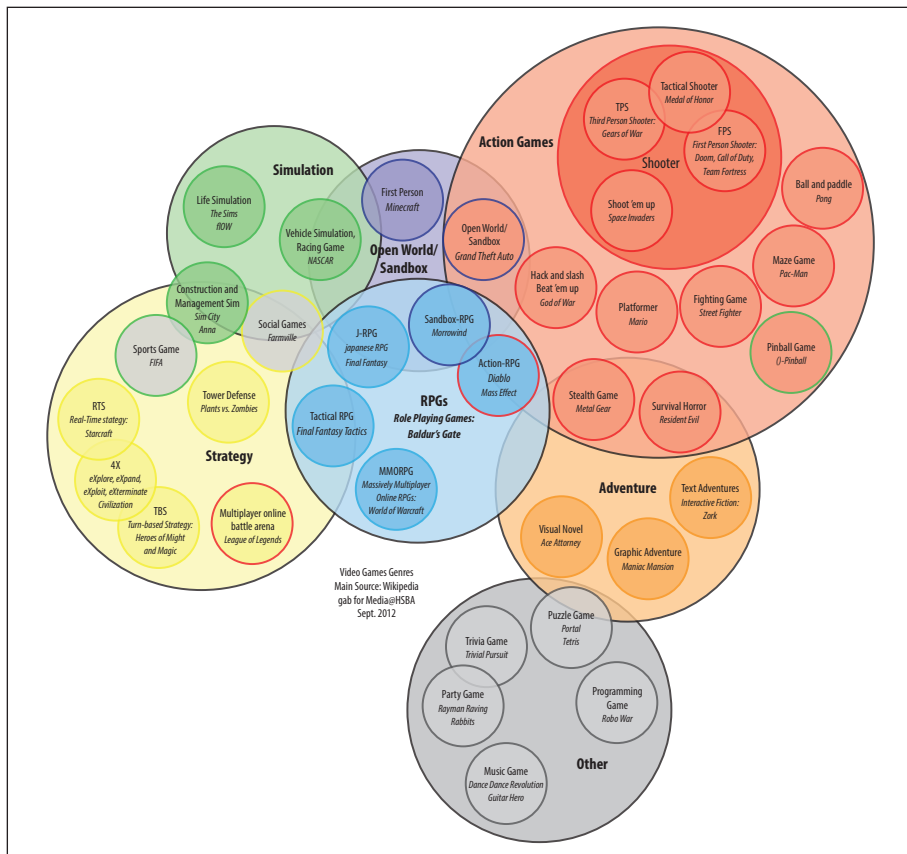 Tactical Shooter
Medal of Honor
TPS
Third Person Shooter:
Gears of War
FPS
First Person Shooter:
Doom, Call of Duty,
Team Fortress
Action Games
Shooter
Shoot 'em up
Space Invaders
Ball and paddle
Pong
Simulation
Life Simulation
The Sims
flOW
First Person
Minecraft
Vehicle Simulation,
Racing Game
NASCAR
Open World/
Sandbox
Open World/
Sandbox
Grand Theft Auto
Hack and slash
Beat 'em up
God of War
Maze Game
Pac-Man
Platformer
Mario
Fighting Game
Street Fighter
Construction and
Management Sim
Sim City
Anna
Social Games
Farmville
Sports Game
FIFA
J-RPG
japanese RPG
Final Fantasy
Sandbox-RPG
Morrowind
Action-RPG
Diablo
Mass Effect
Pinball Game
()-Pinball
Stealth Game
Metal Gear
Survival Horror
Resident Evil
Tower Defense
Plants vs. Zombies
RTS
Real-Time stategy:
Starcraft
Tactical RPG
Final Fantasy Tactics
RPGs
Role Playing Games:
Baldur's Gate
Strategy
4X
eXplore, eXpand,
eXploit, eXterminate
Civilization
MMORPG
Massively Multiplayer
Online RPGs:
World of Warcraft
Adventure
Text Adventures
Interactive Fiction:
Zork
TBS
Turn-based Strategy:
Heroes of Might
and Magic
Multiplayer online
battle arena
League of Legends
Visual Novel
Ace Attorney
Graphic Adventure
Maniac Mansion
Video Games Genres
Main Source: Wikipedia
gab for Media@HSBA
Sept. 2012
Puzzle Game
Portal
Tetris
Trivia Game
Trivial Pursuit
Party Game
Rayman Raving
Rabbits
Programming
Game
Robo War
Other
Music Game
Dance Dance Revolution
Guitar Hero